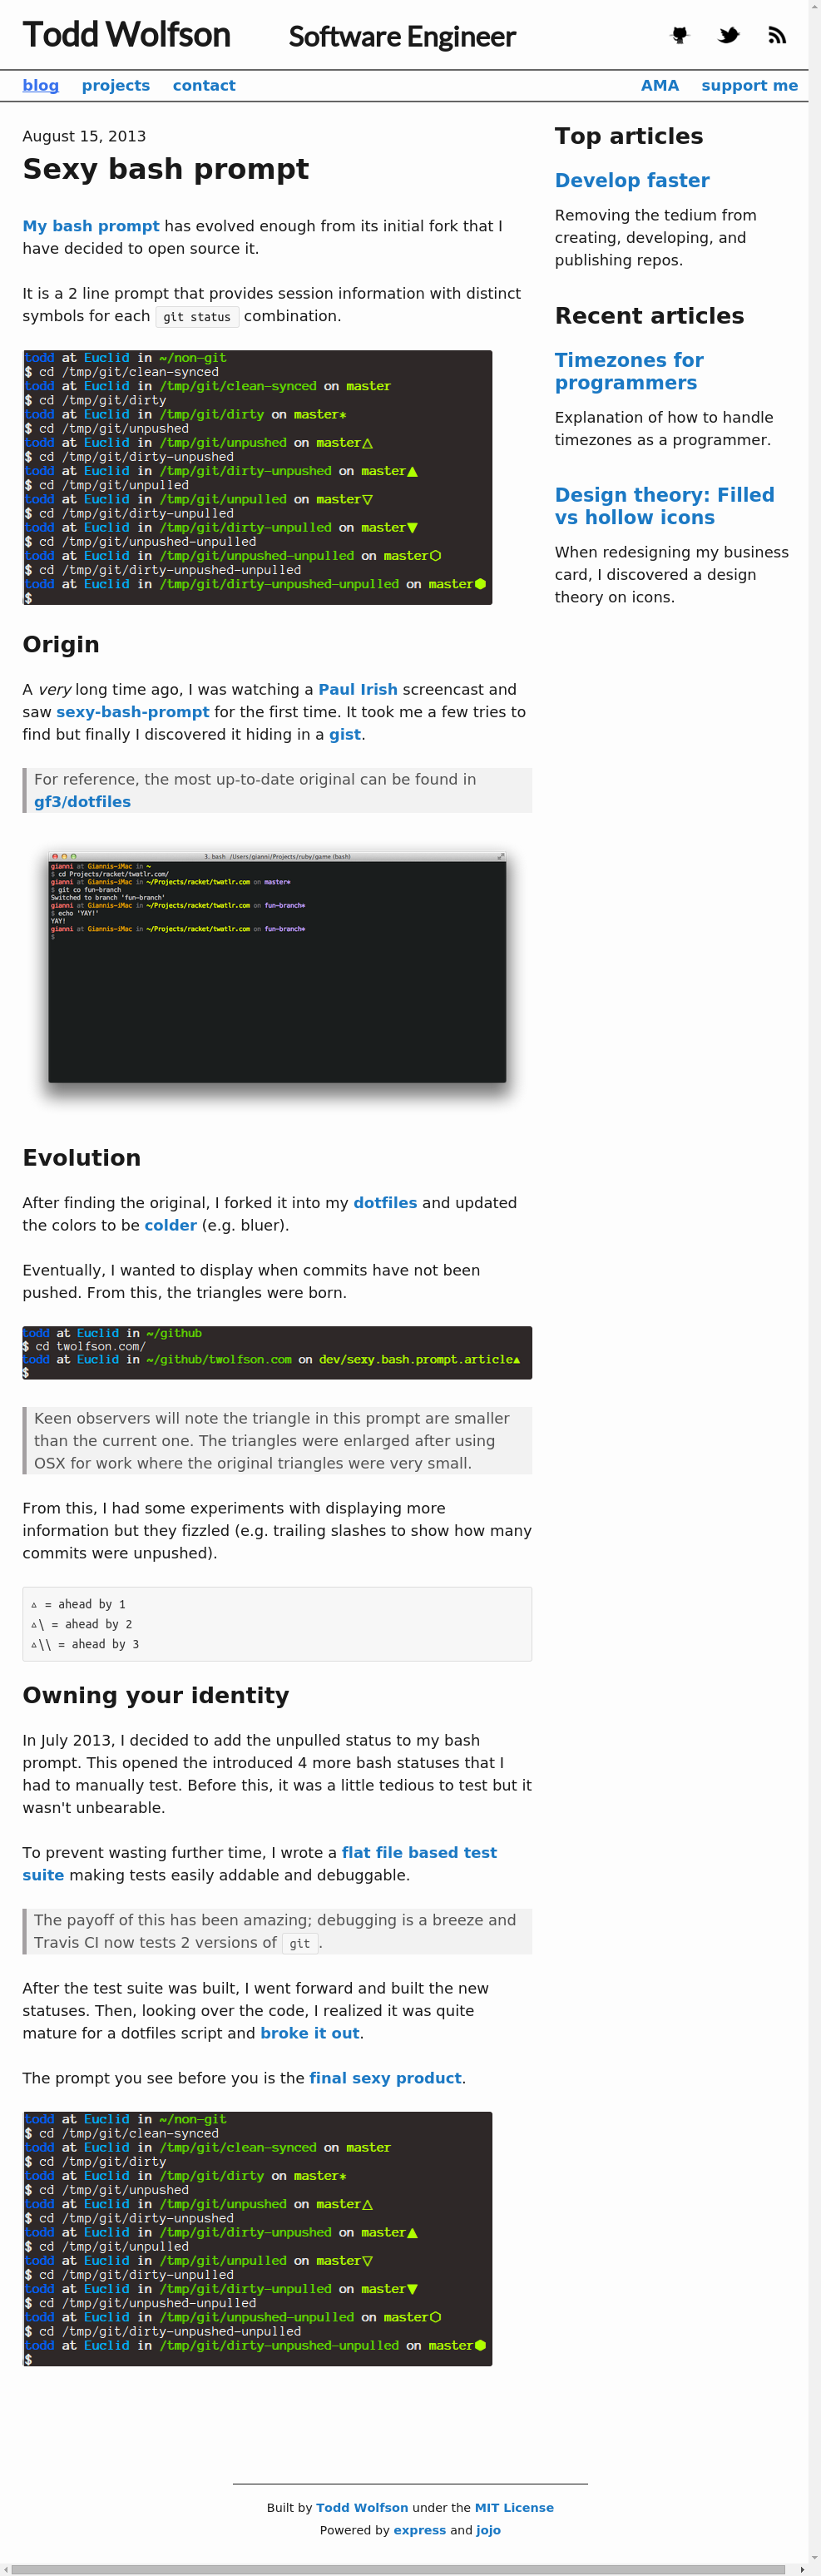 Todd Wolfson
Software Engineer
blog projects contact AMA support me
August 15, 2013
Sexy bash prompt
My bash prompt has evolved enough from its initial fork that I
have decided to open source it.
It is a 2 line prompt that provides session information with distinct
symbols for each git status combination.
todd at Euclid in ~/non-git
$ cd /tmp/git/clean-synced
todd at Euclid in /tmp/git/clean-synced on master
$ cd /tmp/git/dirty
todd at Euclid in /tmp/git/dirty on master*
$ cd /tmp/git/unpushed
todd at Euclid in /tmp/git/unpushed on master△
$ cd /tmp/git/dirty-unpushed
todd at Euclid in /tmp/git/dirty-unpushed on master▲
$ cd /tmp/git/unpulled
todd at Euclid in /tmp/git/unpulled on master▽
$ cd /tmp/git/dirty-unpulled
todd at Euclid in /tmp/git/dirty-unpulled on master▼
$ cd /tmp/git/unpushed-unpulled
todd at Euclid in /tmp/git/unpushed-unpulled on master⬡
$ cd /tmp/git/dirty-unpushed-unpulled
todd at Euclid in /tmp/git/dirty-unpushed-unpulled on master⬢
$
Origin
A very long time ago, I was watching a Paul Irish screencast and
saw sexy-bash-prompt for the first time. It took me a few tries to
find but finally I discovered it hiding in a gist.
For reference, the most up-to-date original can be found in
gf3/dotfiles
3. bash /Users/gianni/Projects/ruby/game (bash)
gianni at Giannis-iMac in ~
$ cd Projects/racket/twatlr.com/
gianni at Giannis-iMac in ~/Projects/racket/twatlr.com on master*
$ git co fun-branch
Switched to branch 'fun-branch'
gianni at Giannis-iMac in ~/Projects/racket/twatlr.com on fun-branch*
$ echo 'YAY!'
YAY!
gianni at Giannis-iMac in ~/Projects/racket/twatlr.com on fun-branch*
$
Evolution
After finding the original, I forked it into my dotfiles and updated
the colors to be colder (e.g. bluer).
Eventually, I wanted to display when commits have not been
pushed. From this, the triangles were born.
todd at Euclid in ~/github
$ cd twolfson.com/
todd at Euclid in ~/github/twolfson.com on dev/sexy.bash.prompt.article▲
$
Keen observers will note the triangle in this prompt are smaller
than the current one. The triangles were enlarged after using
OSX for work where the original triangles were very small.
From this, I had some experiments with displaying more
information but they fizzled (e.g. trailing slashes to show how many
commits were unpushed).
△ = ahead by 1
△\ = ahead by 2
△\\ = ahead by 3
Owning your identity
In July 2013, I decided to add the unpulled status to my bash
prompt. This opened the introduced 4 more bash statuses that I
had to manually test. Before this, it was a little tedious to test but it
wasn't unbearable.
To prevent wasting further time, I wrote a flat file based test
suite making tests easily addable and debuggable.
The payoff of this has been amazing; debugging is a breeze and
Travis CI now tests 2 versions of git.
After the test suite was built, I went forward and built the new
statuses. Then, looking over the code, I realized it was quite
mature for a dotfiles script and broke it out.
The prompt you see before you is the final sexy product.
todd at Euclid in ~/non-git
$ cd /tmp/git/clean-synced
todd at Euclid in /tmp/git/clean-synced on master
$ cd /tmp/git/dirty
todd at Euclid in /tmp/git/dirty on master*
$ cd /tmp/git/unpushed
todd at Euclid in /tmp/git/unpushed on master△
$ cd /tmp/git/dirty-unpushed
todd at Euclid in /tmp/git/dirty-unpushed on master▲
$ cd /tmp/git/unpulled
todd at Euclid in /tmp/git/unpulled on master▽
$ cd /tmp/git/dirty-unpulled
todd at Euclid in /tmp/git/dirty-unpulled on master▼
$ cd /tmp/git/unpushed-unpulled
todd at Euclid in /tmp/git/unpushed-unpulled on master⬡
$ cd /tmp/git/dirty-unpushed-unpulled
todd at Euclid in /tmp/git/dirty-unpushed-unpulled on master⬢
$
Top articles
Develop faster
Removing the tedium from
creating, developing, and
publishing repos.
Recent articles
Timezones for
programmers
Explanation of how to handle
timezones as a programmer.
Design theory: Filled
vs hollow icons
When redesigning my business
card, I discovered a design
theory on icons.
Built by Todd Wolfson under the MIT License
Powered by express and jojo